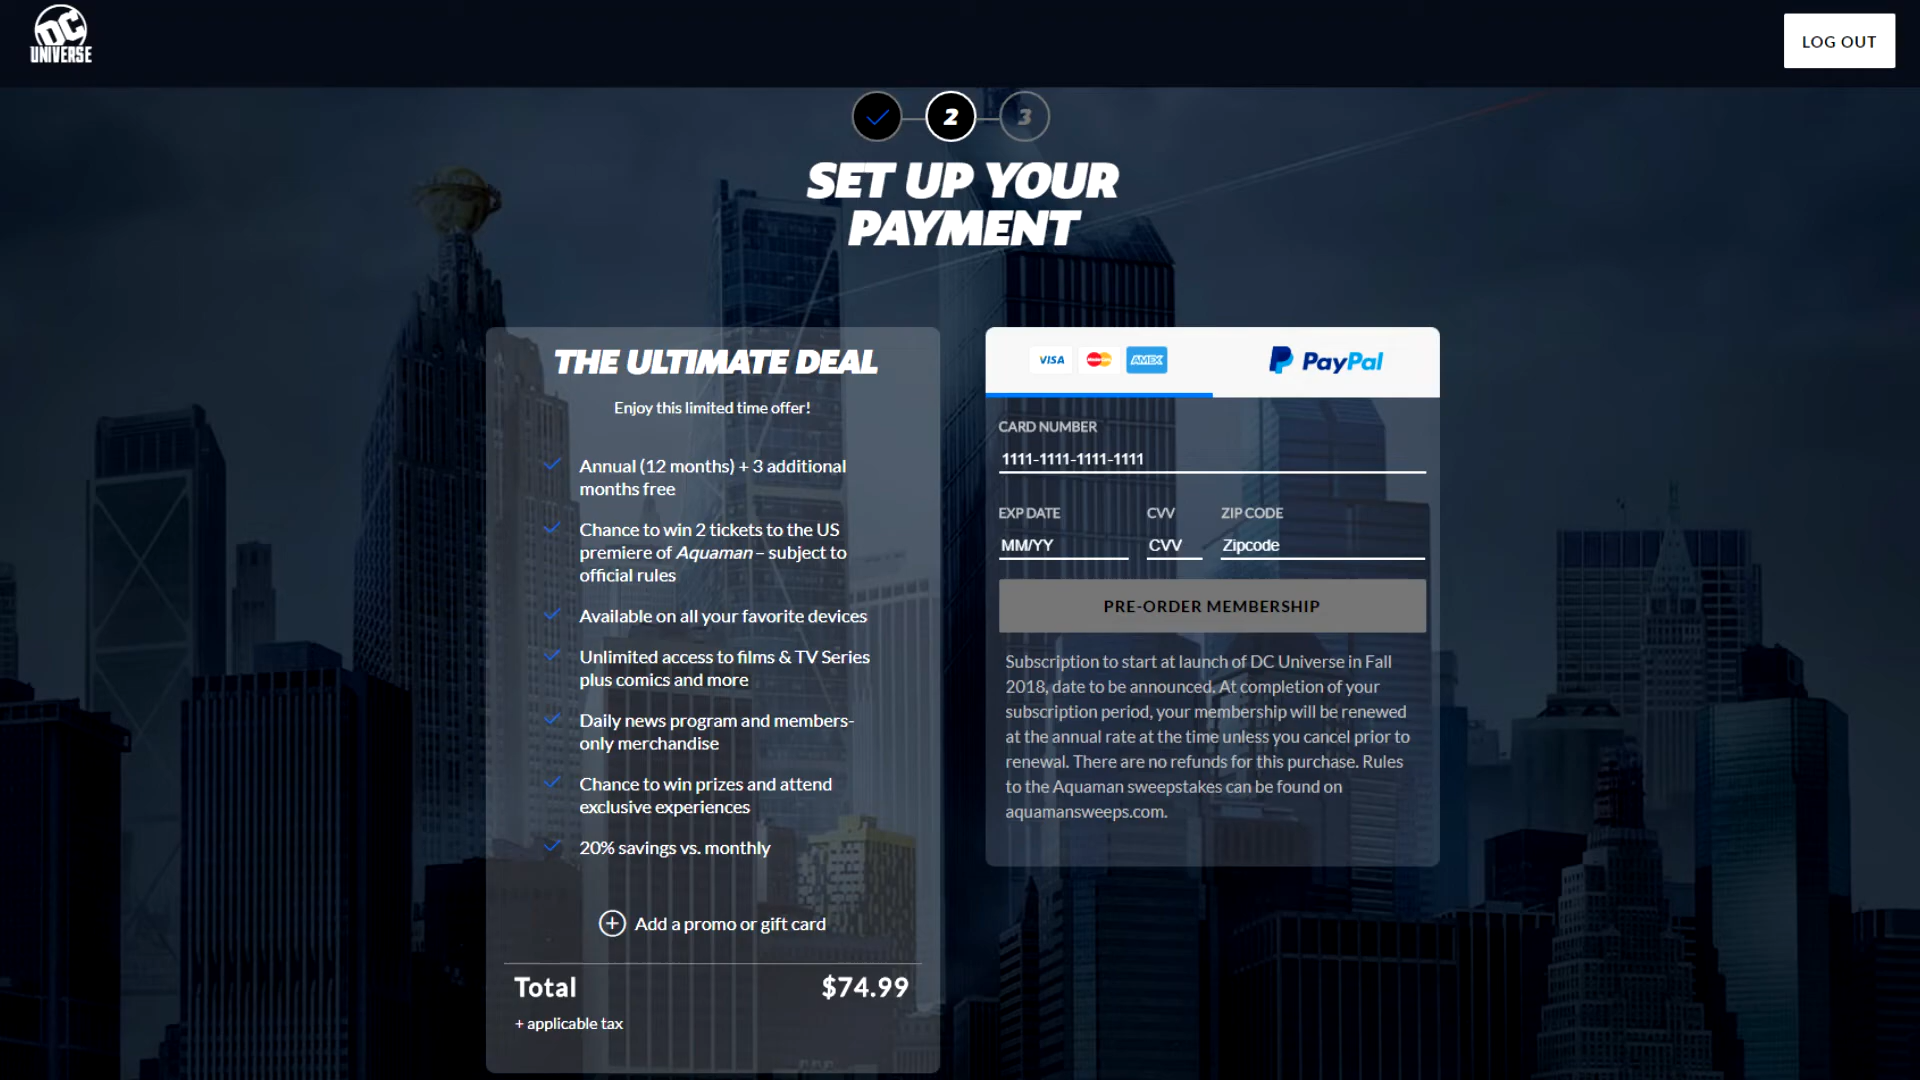 DC
UNIVERSE
LOG OUT
2
3
SET UP YOUR
PAYMENT
THE ULTIMATE DEAL
Enjoy this limited time offer!
Annual (12 months) + 3 additional
months free
Chance to win 2 tickets to the US
premiere of Aquaman – subject to
official rules
Available on all your favorite devices
Unlimited access to films & TV Series
plus comics and more
Daily news program and members-
only merchandise
Chance to win prizes and attend
exclusive experiences
20% savings vs. monthly
Add a promo or gift card
Total $74.99
+ applicable tax
VISA MasterCard AMEX PayPal
CARD NUMBER
1111-1111-1111-1111
EXP DATE CVV ZIP CODE
MM/YY CVV Zipcode
PRE-ORDER MEMBERSHIP
Subscription to start at launch of DC Universe in Fall
2018, date to be announced. At completion of your
subscription period, your membership will be renewed
at the annual rate at the time unless you cancel prior to
renewal. There are no refunds for this purchase. Rules
to the Aquaman sweepstakes can be found on
aquamansweeps.com.